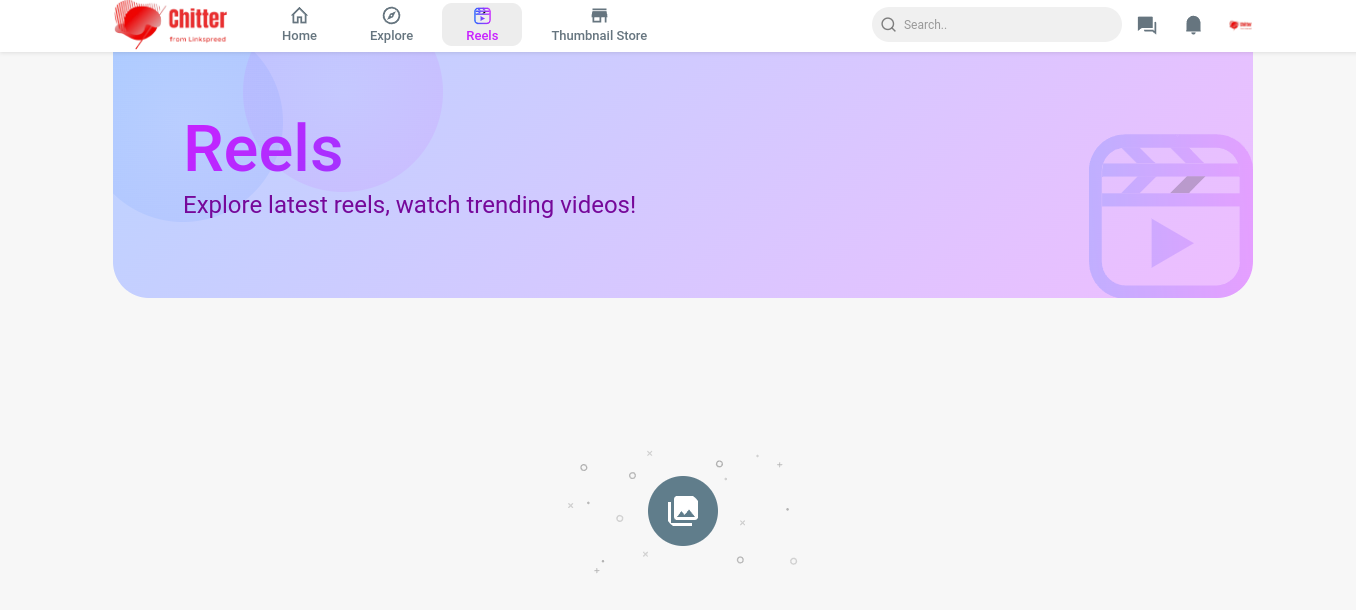 Chitter
from Linkspreed
Home
Explore
Reels
Thumbnail Store
Search..
Reels
Explore latest reels, watch trending videos!